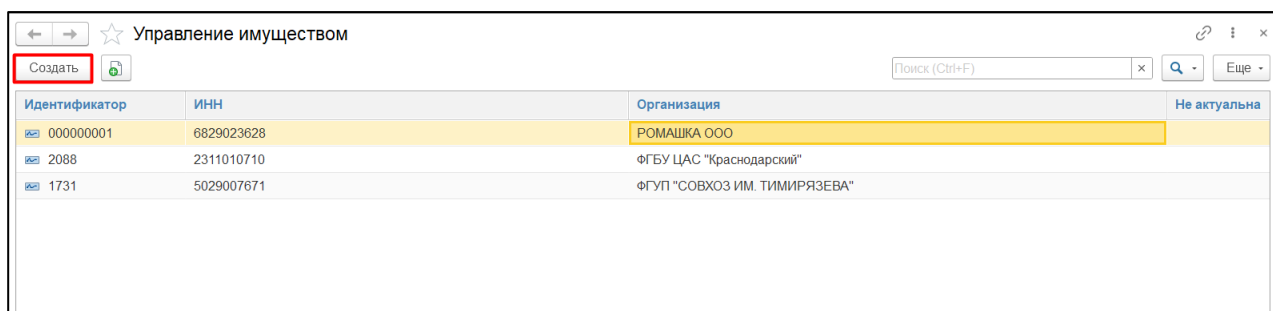 Управление имуществом
Создать Поиск (Ctrl+F) Еще
Идентификатор ИНН Организация Не актуальна
000000001 6829023628 РОМАШКА ООО
2088 2311010710 ФГБУ ЦАС "Краснодарский"
1731 5029007671 ФГУП "СОВХОЗ ИМ. ТИМИРЯЗЕВА"